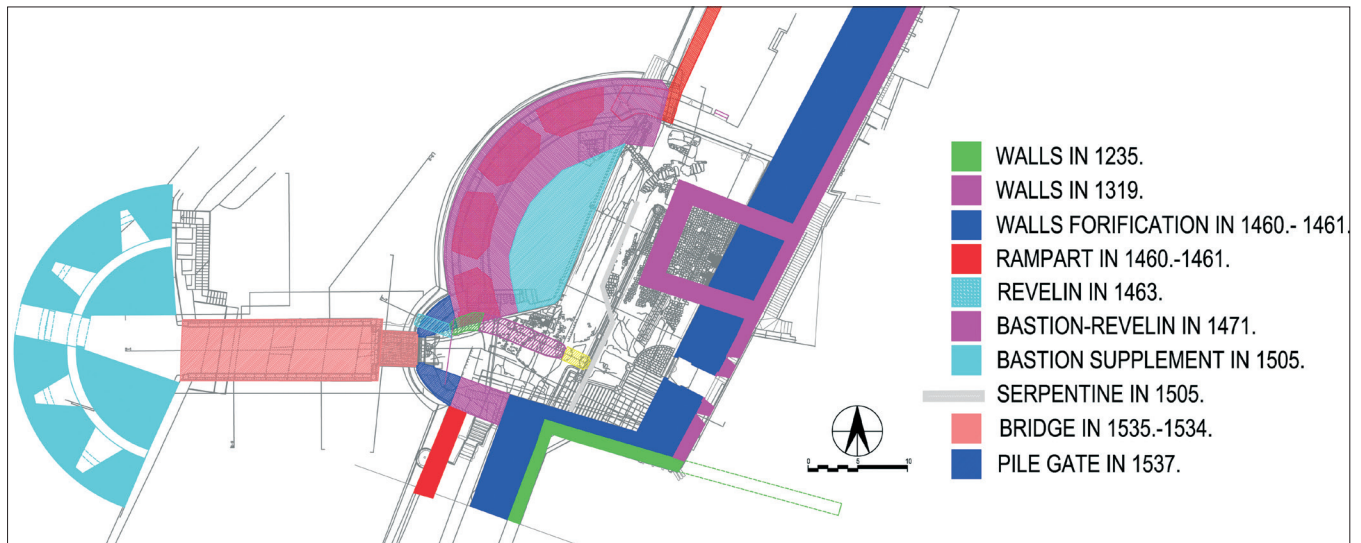 WALLS IN 1235.
WALLS IN 1319.
WALLS FORIFICATION IN 1460.- 1461.
RAMPART IN 1460.-1461.
REVELIN IN 1463.
BASTION-REVELIN IN 1471.
BASTION SUPPLEMENT IN 1505.
SERPENTINE IN 1505.
BRIDGE IN 1535.-1534.
PILE GATE IN 1537.
0 5 10